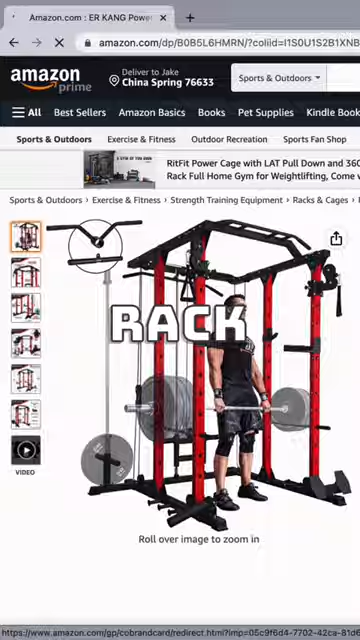 Amazon.com : ER KANG Power
amazon.com/dp/B0B5L6HMRN/?coliid=I1S0U1S2B1XNB
amazon
prime
Deliver to Jake
China Spring 76633
Sports & Outdoors
All Best Sellers Amazon Basics Books Pet Supplies Kindle Book
Sports & Outdoors Exercise & Fitness Outdoor Recreation Sports Fan Shop
RitFit Power Cage with LAT Pull Down and 360
Rack Full Home Gym for Weightlifting, Come w
Sports & Outdoors › Exercise & Fitness › Strength Training Equipment › Racks & Cages ›
RACK
VIDEO
Roll over image to zoom in
https://www.amazon.com/gp/cobrandcard/redirect.html?imp=05c9f6d4-7702-42ca-81d6